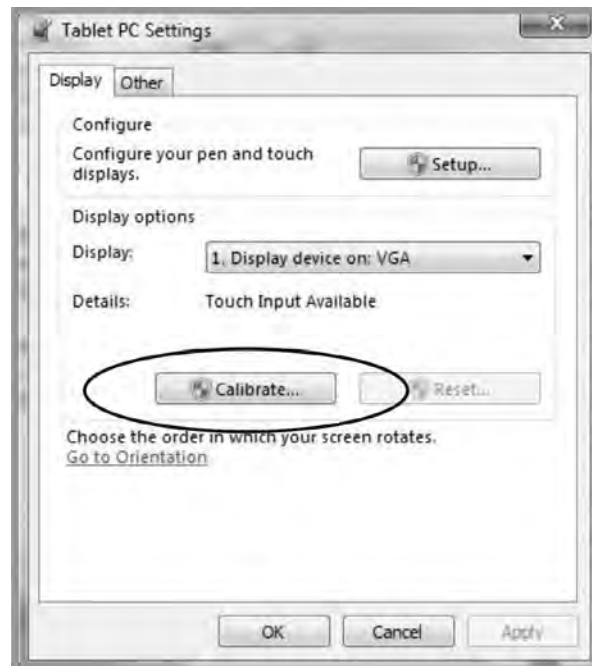 Tablet PC Settings
Display Other
Configure
Configure your pen and touch
displays.
Setup...
Display options
Display: 1. Display device on: VGA
Details: Touch Input Available
Calibrate... Reset...
Choose the order in which your screen rotates.
Go to Orientation
OK Cancel Apply